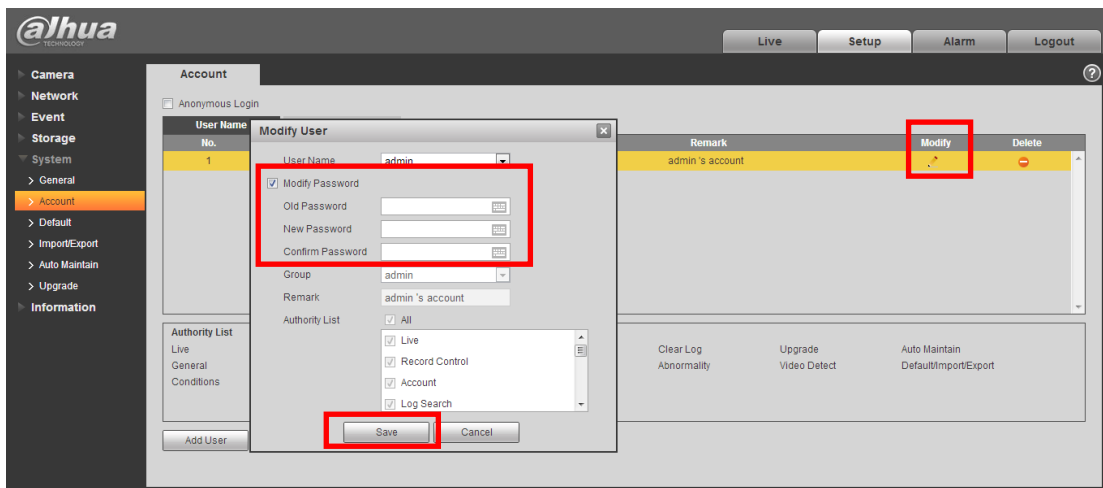 alhua
TECHNOLOGY
Live Setup Alarm Logout
Camera
Network
Event
Storage
System
> General
> Account
> Default
> Import/Export
> Auto Maintain
> Upgrade
Information
Account
?
Anonymous Login
User Name
No. Remark Modify Delete
1 admin 's account
Modify User
User Name admin
Modify Password
Old Password
New Password
Confirm Password
Group admin
Remark admin 's account
Authority List All
Live
Record Control
Account
Log Search
Save Cancel
Authority List
Live Clear Log Upgrade Auto Maintain
General Abnormality Video Detect Default/Import/Export
Conditions
Add User